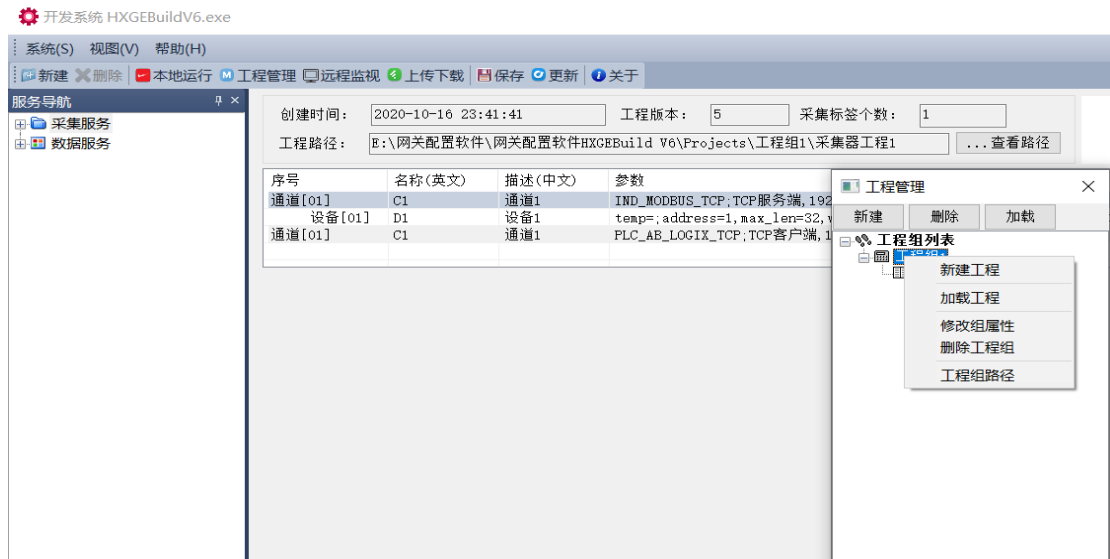 开发系统 HXGEBuildV6.exe
系统(S) 视图(V) 帮助(H)
新建 删除 本地运行 工程管理 远程监视 上传下载 保存 更新 关于
服务导航
采集服务
数据服务
创建时间： 2020-10-16 23:41:41 工程版本： 5 采集标签个数： 1
工程路径： E:\网关配置软件\网关配置软件HXGEBuild V6\Projects\工程组1\采集器工程1 ...查看路径
序号 名称(英文) 描述(中文) 参数
通道[01] C1 通道1 IND_MODBUS_TCP;TCP服务端,192
设备[01] D1 设备1 temp=;address=1,max_len=32,
通道[01] C1 通道1 PLC_AB_LOGIX_TCP;TCP客户端,1
工程管理
新建 删除 加载
工程组列表
新建工程
加载工程
修改组属性
删除工程组
工程组路径